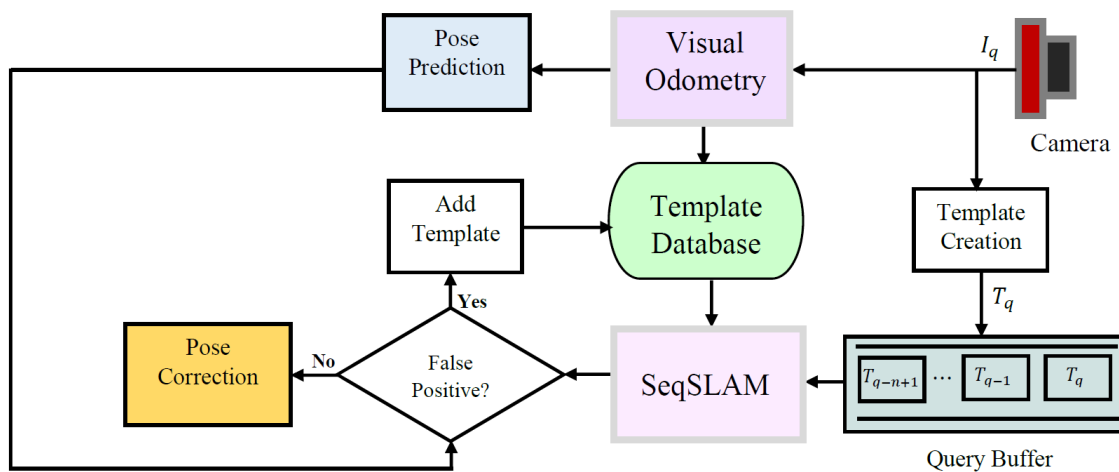 Pose
Prediction
Visual
Odometry
I_q
Camera
Add
Template
Template
Database
Template
Creation
T_q
Yes
Pose
Correction
No
False
Positive?
SeqSLAM
T_{q-n+1} ... T_{q-1} T_q
Query Buffer